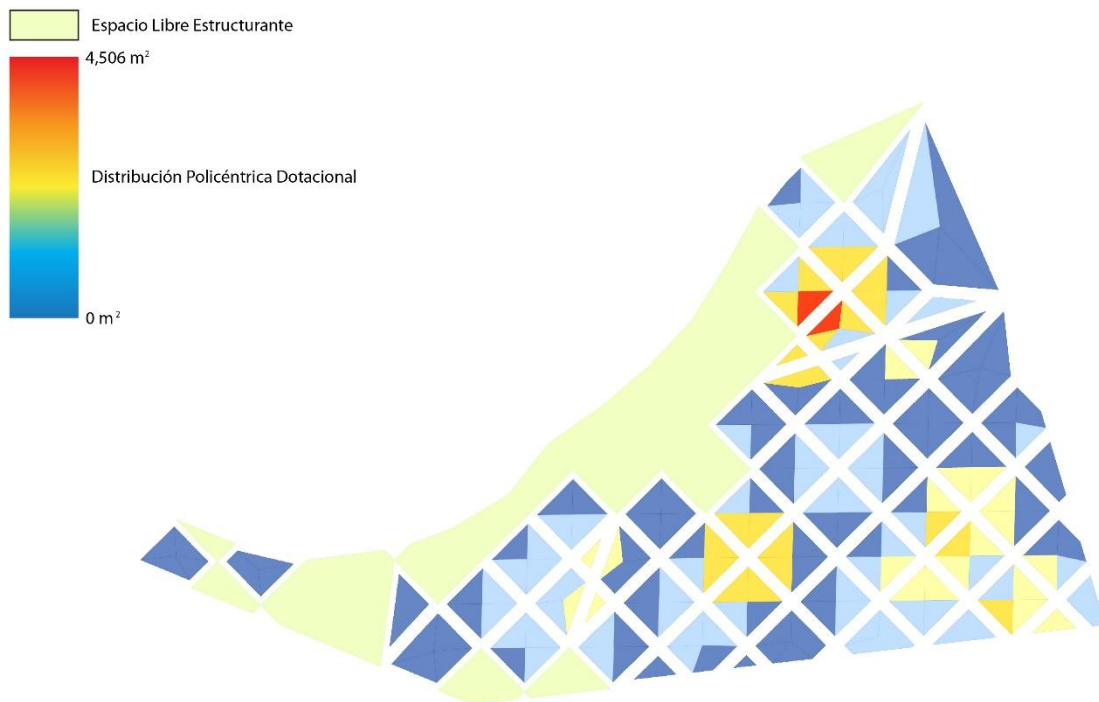 Espacio Libre Estructurante
4,506 m²
Distribución Policéntrica Dotacional
0 m²